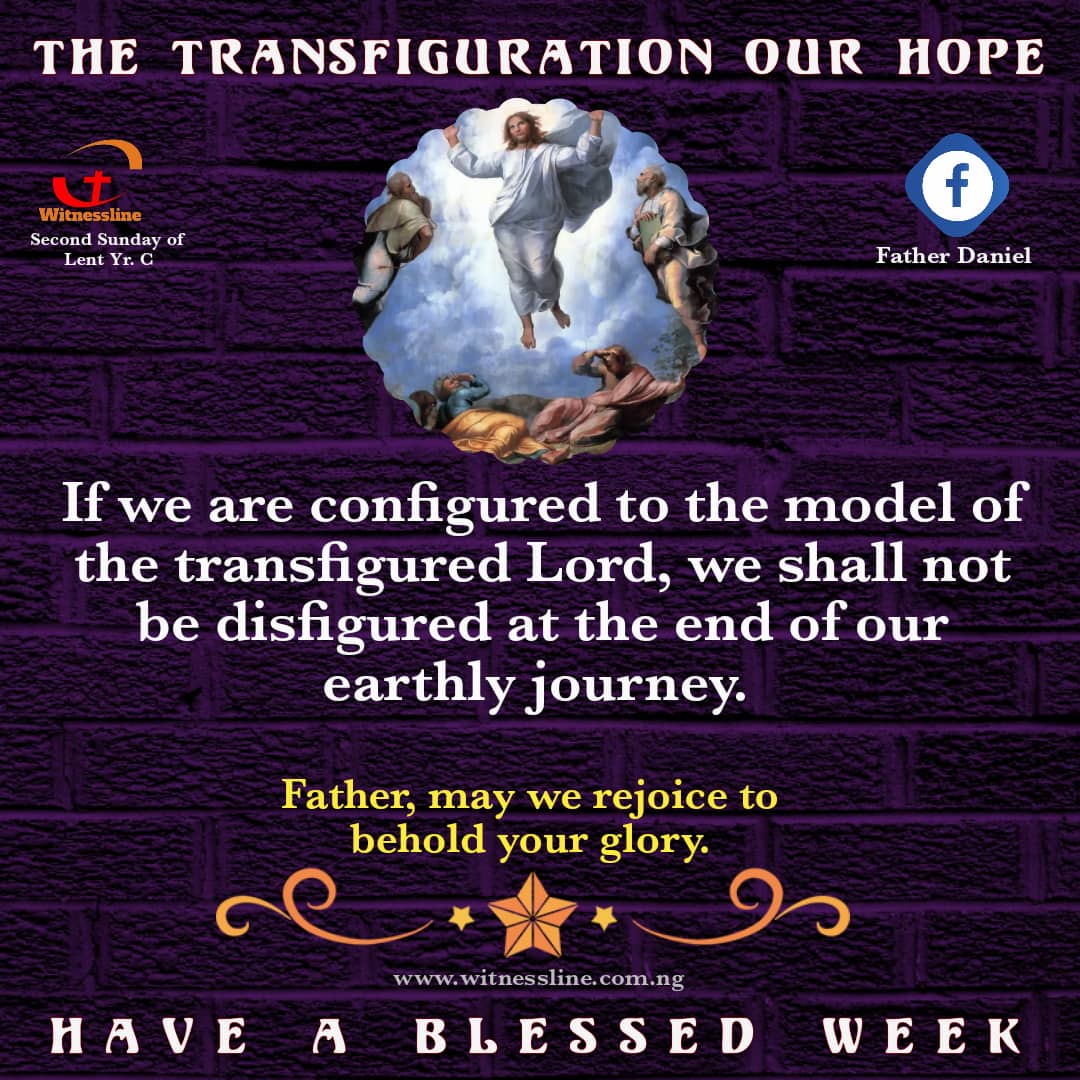 THE TRANSFIGURATION OUR HOPE
Witnessline
Second Sunday of
Lent Yr. C
f
Father Daniel
If we are configured to the model of
the transfigured Lord, we shall not
be disfigured at the end of our
earthly journey.
Father, may we rejoice to
behold your glory.
www.witnessline.com.ng
HAVE A BLESSED WEEK